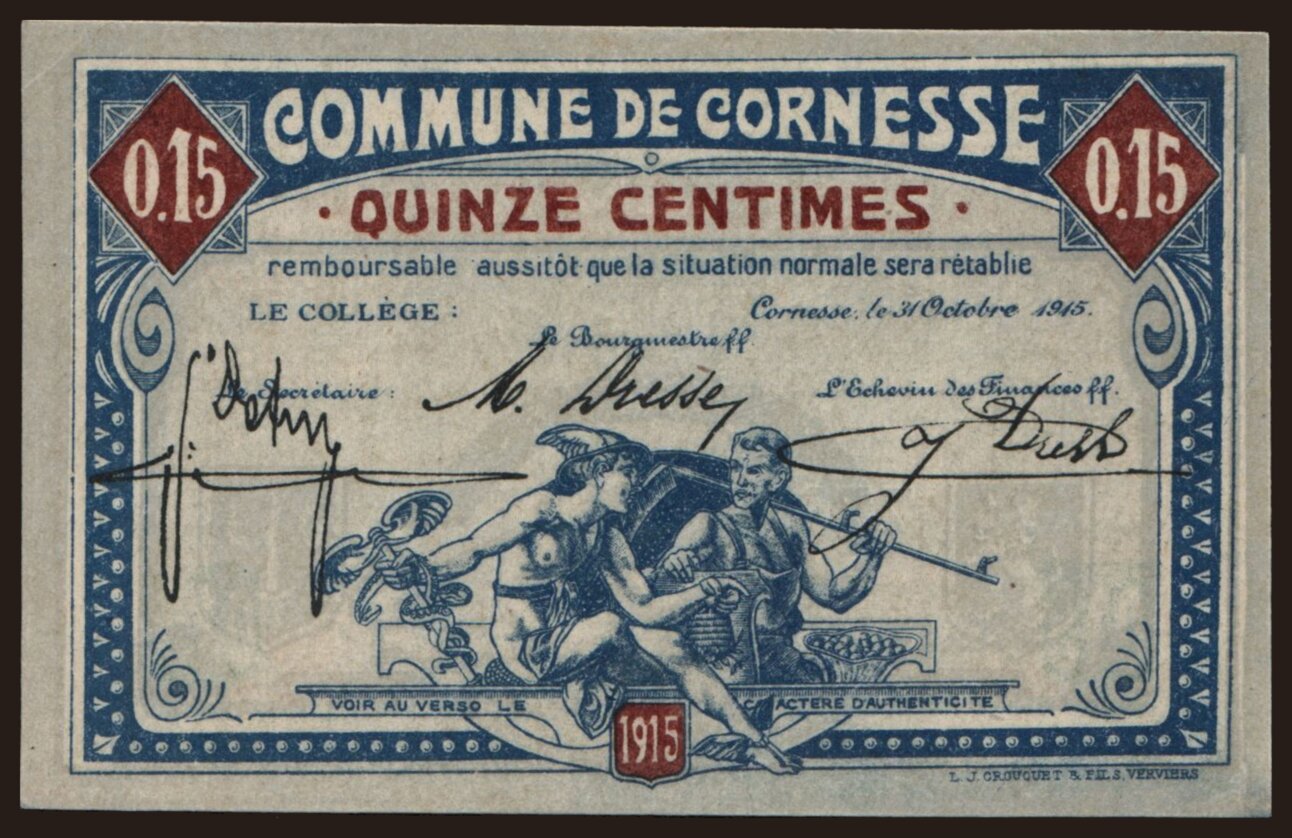 COMMUNE DE CORNESSE
0.15
0.15
· QUINZE CENTIMES ·
remboursable aussitôt que la situation normale sera rétablie
LE COLLÈGE :
Cornesse, le 31 Octobre 1915.
Le Bourgmestre ff.
Le Secrétaire :
M. Dresse
L'Echevin des Finances ff.
VOIR AU VERSO LE CARACTERE D'AUTHENTICITE
1915
L. J. CROUQUET & FILS, VERVIERS